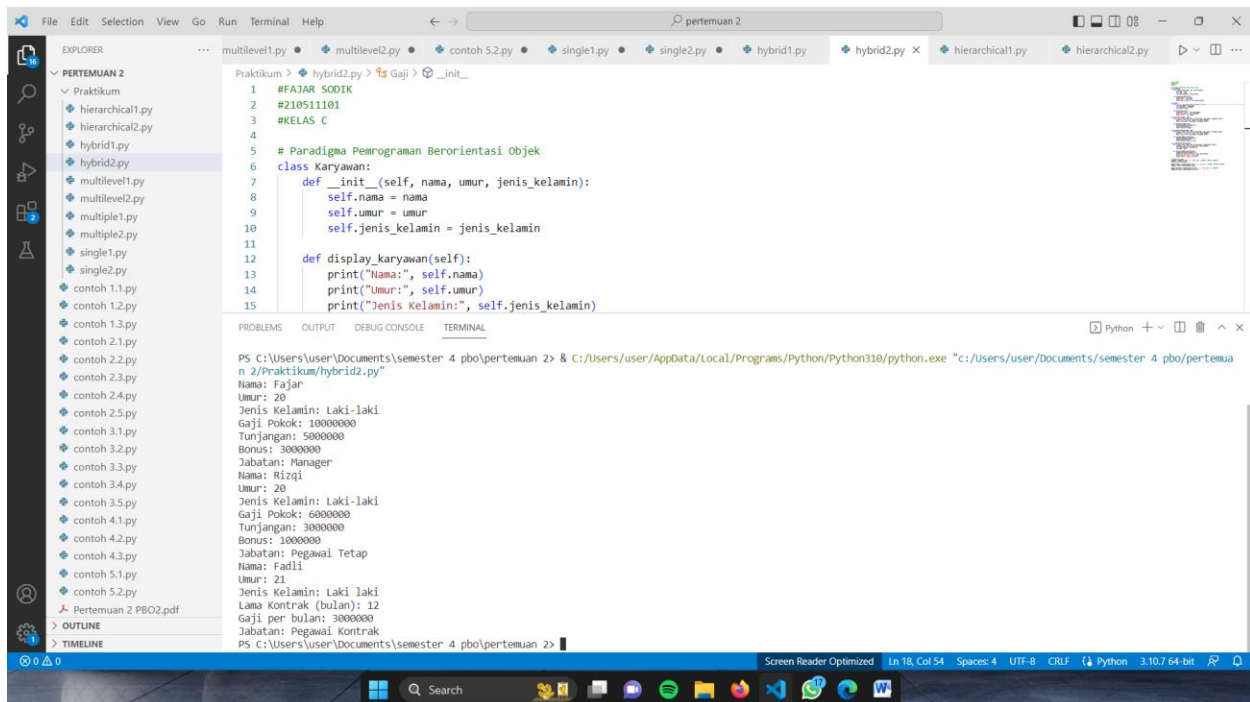 File Edit Selection View Go Run Terminal Help
pertemuan 2
EXPLORER
multilevel1.py multilevel2.py contoh 5.2.py single1.py single2.py hybrid1.py hybrid2.py hierarchical1.py hierarchical2.py
16
PERTEMUAN 2
Praktikum
hierarchical1.py
hierarchical2.py
hybrid1.py
hybrid2.py
multilevel1.py
multilevel2.py
multiple1.py
multiple2.py
single1.py
single2.py
contoh 1.1.py
contoh 1.2.py
contoh 1.3.py
contoh 2.1.py
contoh 2.2.py
contoh 2.3.py
contoh 2.4.py
contoh 2.5.py
contoh 3.1.py
contoh 3.2.py
contoh 3.3.py
contoh 3.4.py
contoh 3.5.py
contoh 4.1.py
contoh 4.2.py
contoh 4.3.py
contoh 5.1.py
contoh 5.2.py
Pertemuan 2 PBO2.pdf
OUTLINE
TIMELINE
2
1
Praktikum > hybrid2.py > Gaji > __init__
1 #FAJAR SODIK
2 #210511101
3 #KELAS C
4
5 # Paradigma Pemrograman Berorientasi Objek
6 class Karyawan:
7 def __init__(self, nama, umur, jenis_kelamin):
8 self.nama = nama
9 self.umur = umur
10 self.jenis_kelamin = jenis_kelamin
11
12 def display_karyawan(self):
13 print("Nama:", self.nama)
14 print("Umur:", self.umur)
15 print("Jenis Kelamin:", self.jenis_kelamin)
PROBLEMS OUTPUT DEBUG CONSOLE TERMINAL
Python
PS C:\Users\user\Documents\semester 4 pbo\pertemuan 2> & C:/Users/user/AppData/Local/Programs/Python/Python310/python.exe "c:/Users/user/Documents/semester 4 pbo/pertemua
n 2/Praktikum/hybrid2.py"
Nama: Fajar
Umur: 20
Jenis Kelamin: Laki-laki
Gaji Pokok: 10000000
Tunjangan: 5000000
Bonus: 3000000
Jabatan: Manager
Nama: Rizqi
Umur: 20
Jenis Kelamin: Laki-laki
Gaji Pokok: 6000000
Tunjangan: 3000000
Bonus: 1000000
Jabatan: Pegawai Tetap
Nama: Fadli
Umur: 21
Jenis Kelamin: Laki laki
Lama Kontrak (bulan): 12
Gaji per bulan: 3000000
Jabatan: Pegawai Kontrak
PS C:\Users\user\Documents\semester 4 pbo\pertemuan 2>
0 0 Screen Reader Optimized Ln 18, Col 54 Spaces: 4 UTF-8 CRLF Python 3.10.7 64-bit
Search
17